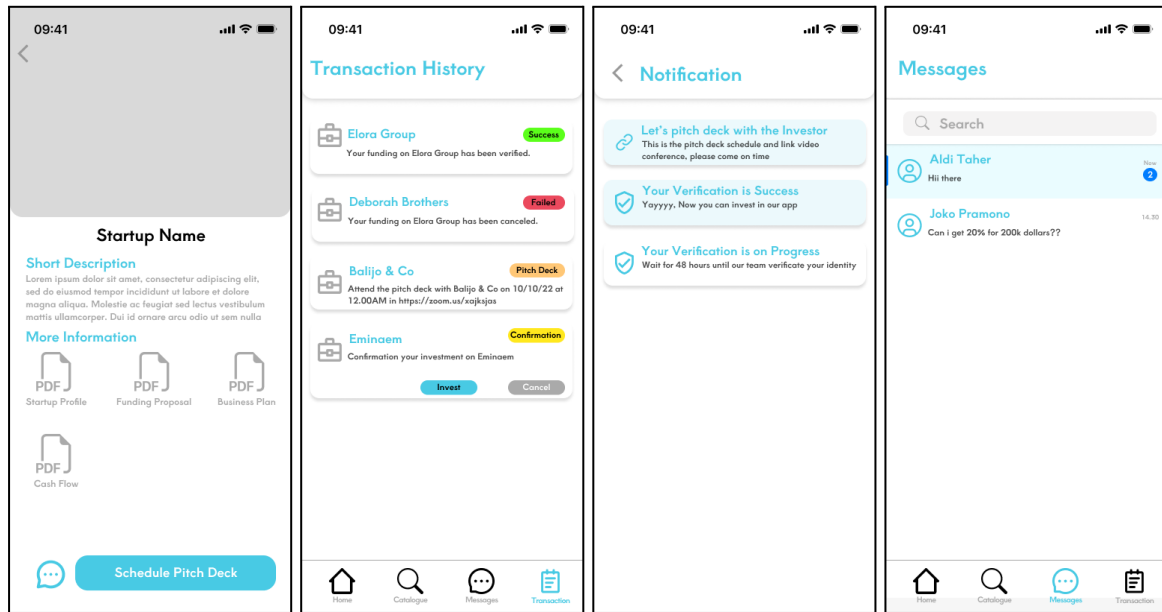 09:41
Startup Name
Short Description
Lorem ipsum dolor sit amet, consectetur adipiscing elit,
sed do eiusmod tempor incididunt ut labore et dolore
magna aliqua. Molestie ac feugiat sed lectus vestibulum
mattis ullamcorper. Dui id ornare arcu odio ut sem nulla
More Information
PDF PDF PDF
Startup Profile Funding Proposal Business Plan
PDF
Cash Flow
Schedule Pitch Deck
09:41
Transaction History
Elora Group Success
Your funding on Elora Group has been verified.
Deborah Brothers Failed
Your funding on Elora Group has been canceled.
Balijo & Co Pitch Deck
Attend the pitch deck with Balijo & Co on 10/10/22 at
12.00AM in https://zoom.us/xajksjas
Eminaem Confirmation
Confirmation your investment on Eminaem
Invest Cancel
Home Catalogue Messages Transaction
09:41
Notification
Let's pitch deck with the Investor
This is the pitch deck schedule and link video
conference, please come on time
Your Verification is Success
Yayyyy, Now you can invest in our app
Your Verification is on Progress
Wait for 48 hours until our team verificate your identity
09:41
Messages
Search
Aldi Taher Now
Hii there 2
Joko Pramono 14.30
Can i get 20% for 200k dollars??
Home Catalogue Messages Transaction